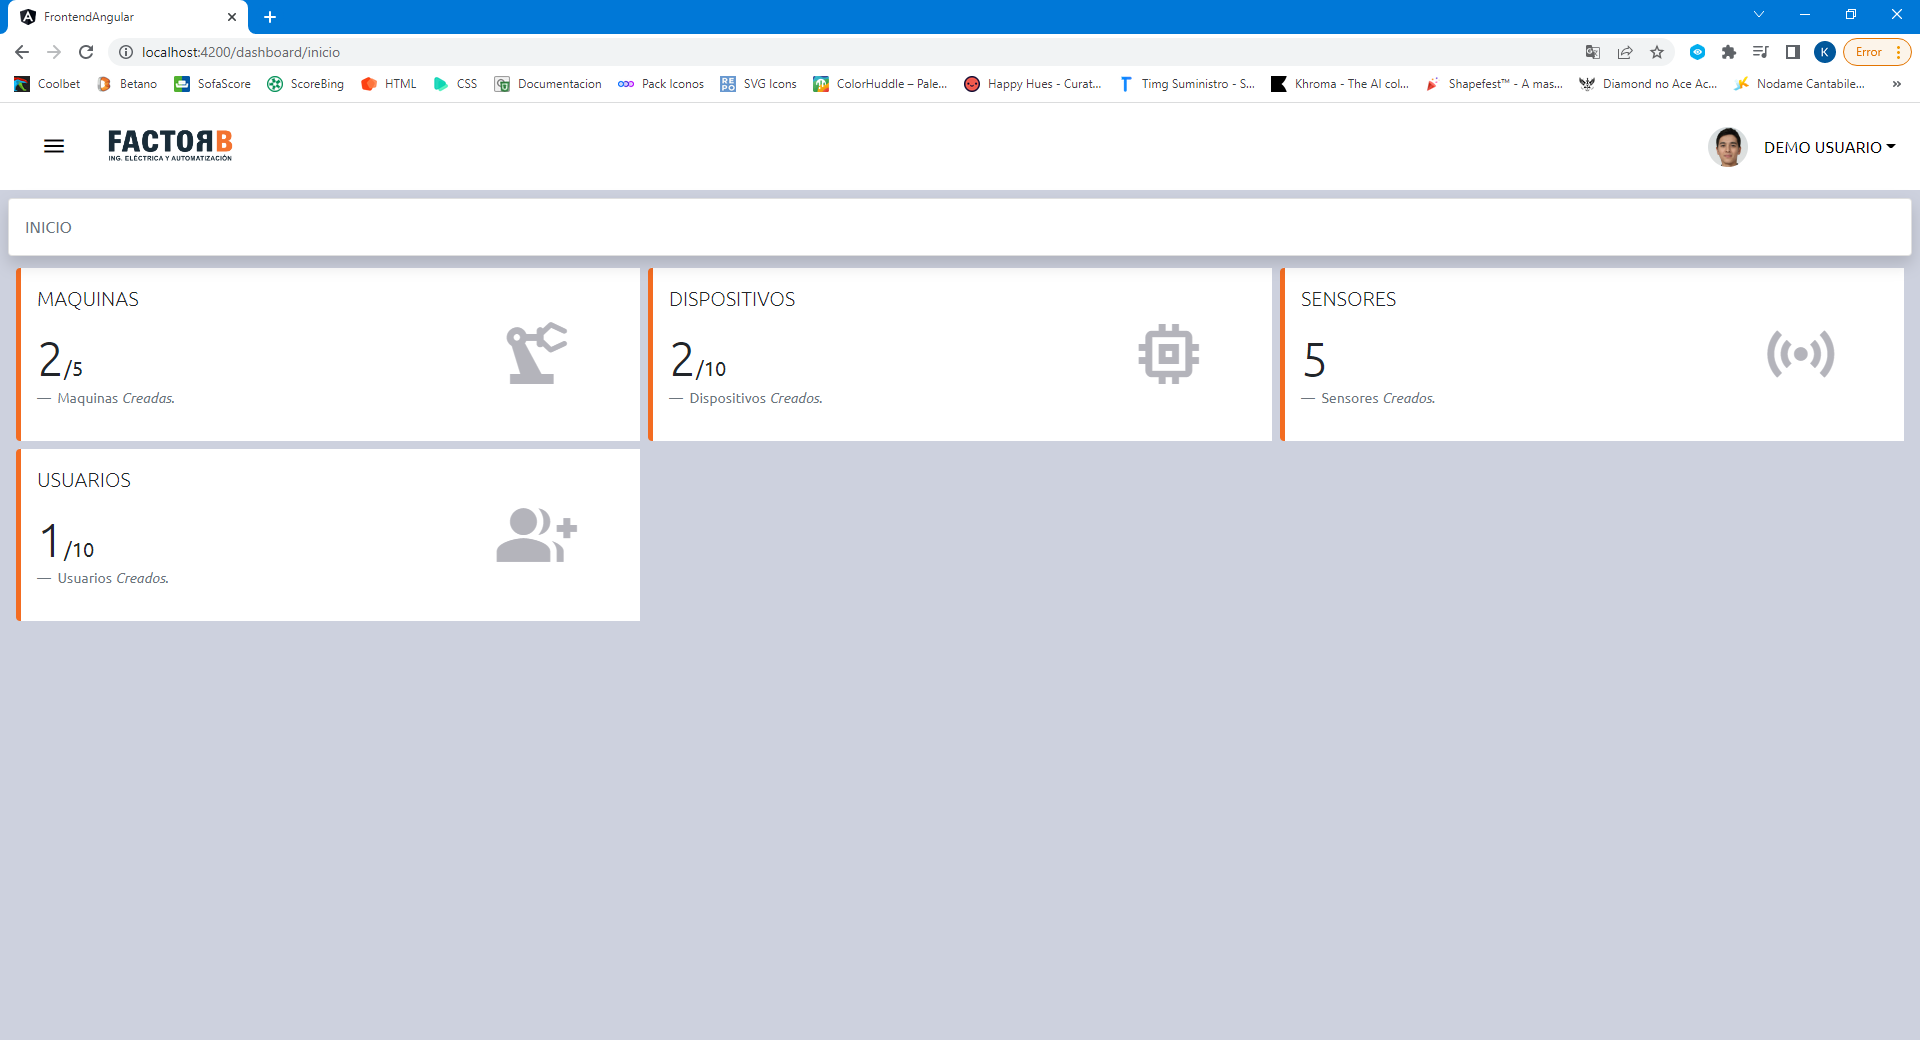 FrontendAngular
localhost:4200/dashboard/inicio
K
Error
Coolbet
Betano
SofaScore
ScoreBing
HTML
CSS
Documentacion
Pack Iconos
SVG Icons
ColorHuddle – Pale...
Happy Hues - Curat...
Timg Suministro - S...
Khroma - The AI col...
Shapefest™ - A mas...
Diamond no Ace Ac...
Nodame Cantabile...
»
FACTOЯB
ING. ELÉCTRICA Y AUTOMATIZACIÓN
DEMO USUARIO
INICIO
MAQUINAS
2/5
— Maquinas Creadas.
DISPOSITIVOS
2/10
— Dispositivos Creados.
SENSORES
5
— Sensores Creados.
USUARIOS
1/10
— Usuarios Creados.